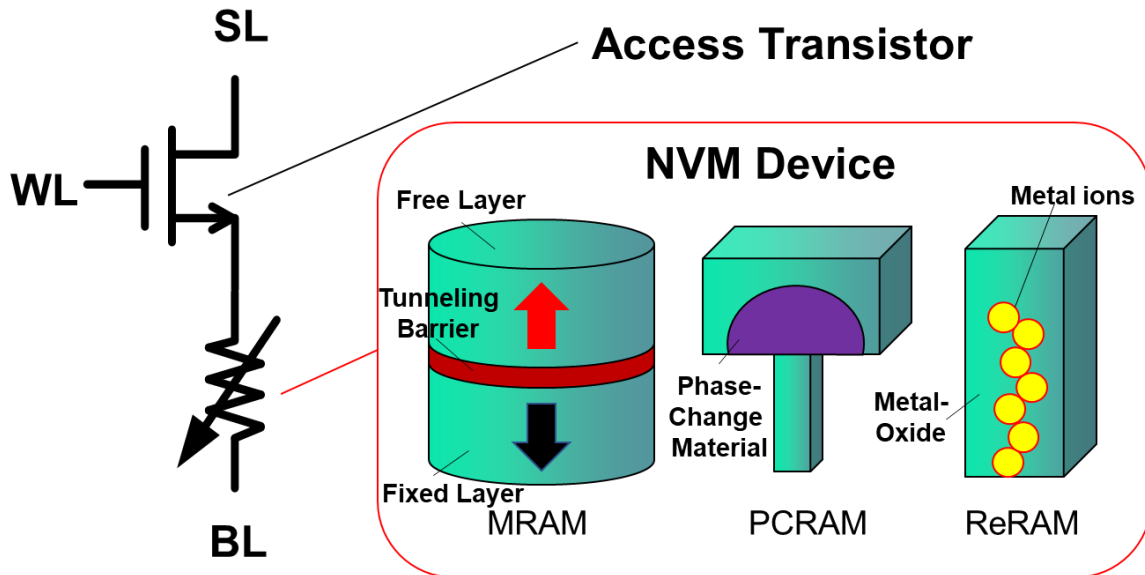 SL
Access Transistor
WL
BL
NVM Device
Free Layer
Tunneling
Barrier
Fixed Layer
MRAM
Phase-
Change
Material
PCRAM
Metal ions
Metal-
Oxide
ReRAM